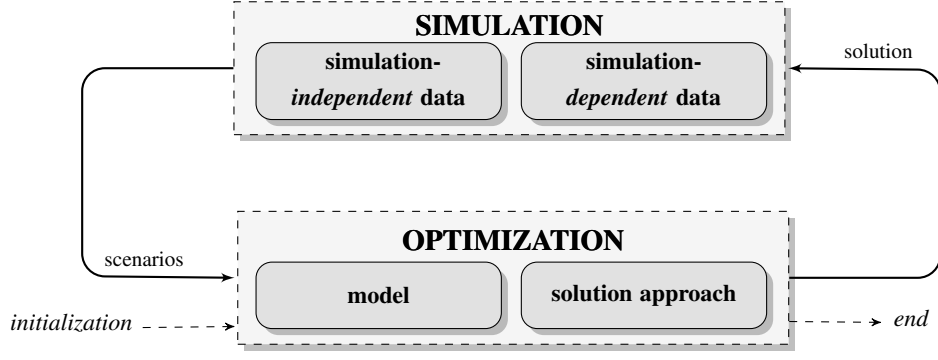 SIMULATION
solution
simulation-
independent data
simulation-
dependent data
OPTIMIZATION
scenarios
model
solution approach
initialization
end